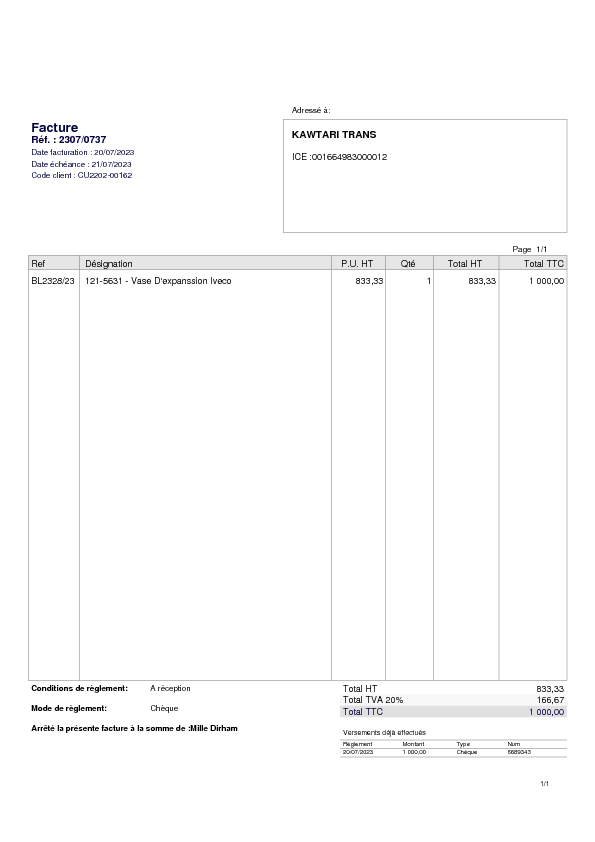 Adressé à:
Facture
Réf. : 2307/0737
Date facturation : 20/07/2023
Date échéance : 21/07/2023
Code client : CU2202-00162
KAWTARI TRANS
ICE :001664983000012
Page 1/1
Ref Désignation P.U. HT Qté Total HT Total TTC
BL2328/23 121-5631 - Vase D'expanssion Iveco 833,33 1 833,33 1 000,00
Conditions de règlement: A réception
Mode de règlement: Chèque
Arrêté la présente facture à la somme de :Mille Dirham
Total HT 833,33
Total TVA 20% 166,67
Total TTC 1 000,00
Versements déjà effectués
Règlement Montant Type Num
20/07/2023 1 000,00 Chèque 5689343
1/1